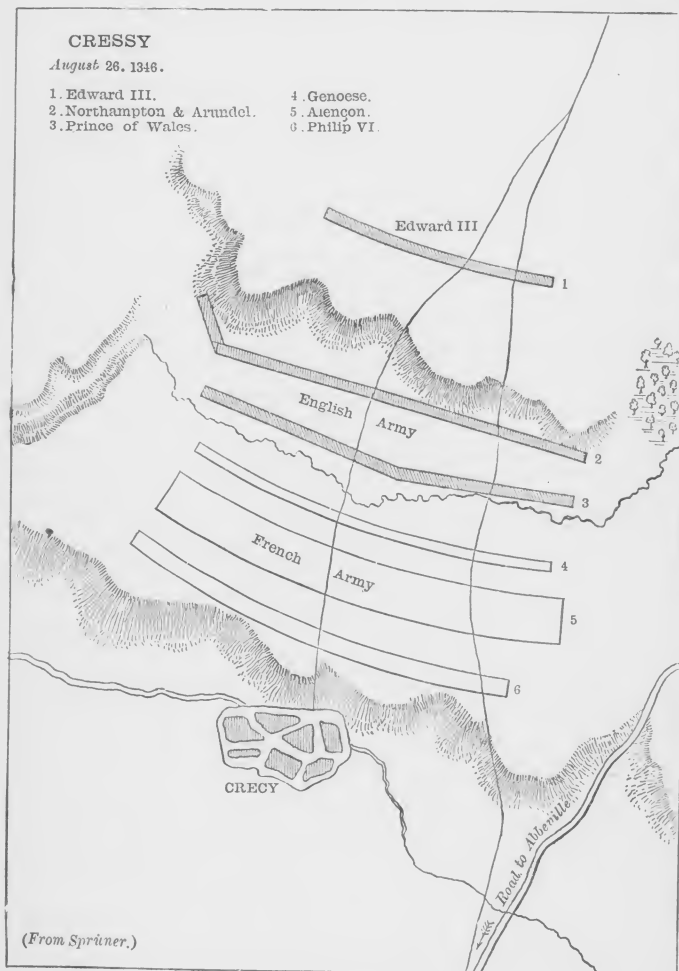 CRESSY
August 26. 1346.
1. Edward III.
2. Northampton & Arundel.
3. Prince of Wales.
4. Genoese.
5. Alençon.
6. Philip VI.
Edward III
1
English Army
2
3
French Army
4
5
6
CRECY
Road to Abbeville
(From Sprüner.)